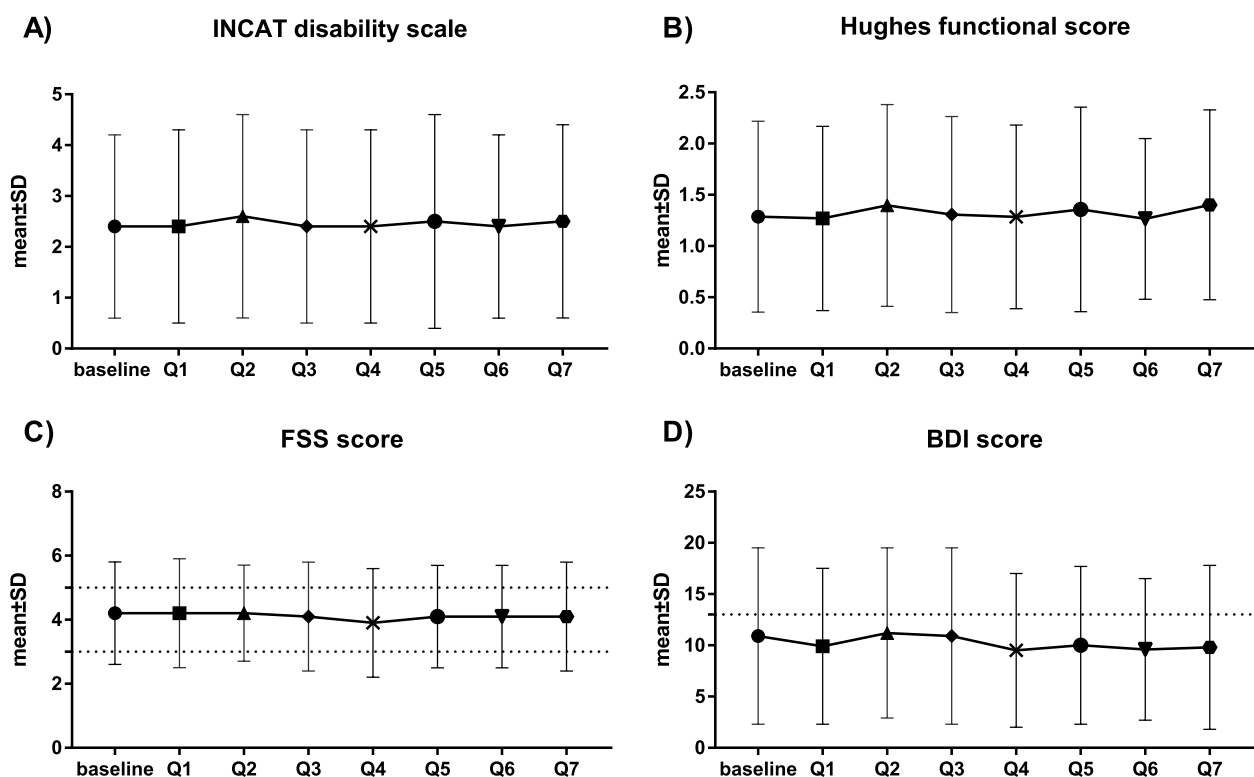 A)
INCAT disability scale
mean±SD
5
4
3
2
1
0
baseline Q1 Q2 Q3 Q4 Q5 Q6 Q7
B)
Hughes functional score
mean±SD
2.5
2.0
1.5
1.0
0.5
0.0
baseline Q1 Q2 Q3 Q4 Q5 Q6 Q7
C)
FSS score
mean±SD
8
6
4
2
0
baseline Q1 Q2 Q3 Q4 Q5 Q6 Q7
D)
BDI score
mean±SD
25
20
15
10
5
0
baseline Q1 Q2 Q3 Q4 Q5 Q6 Q7